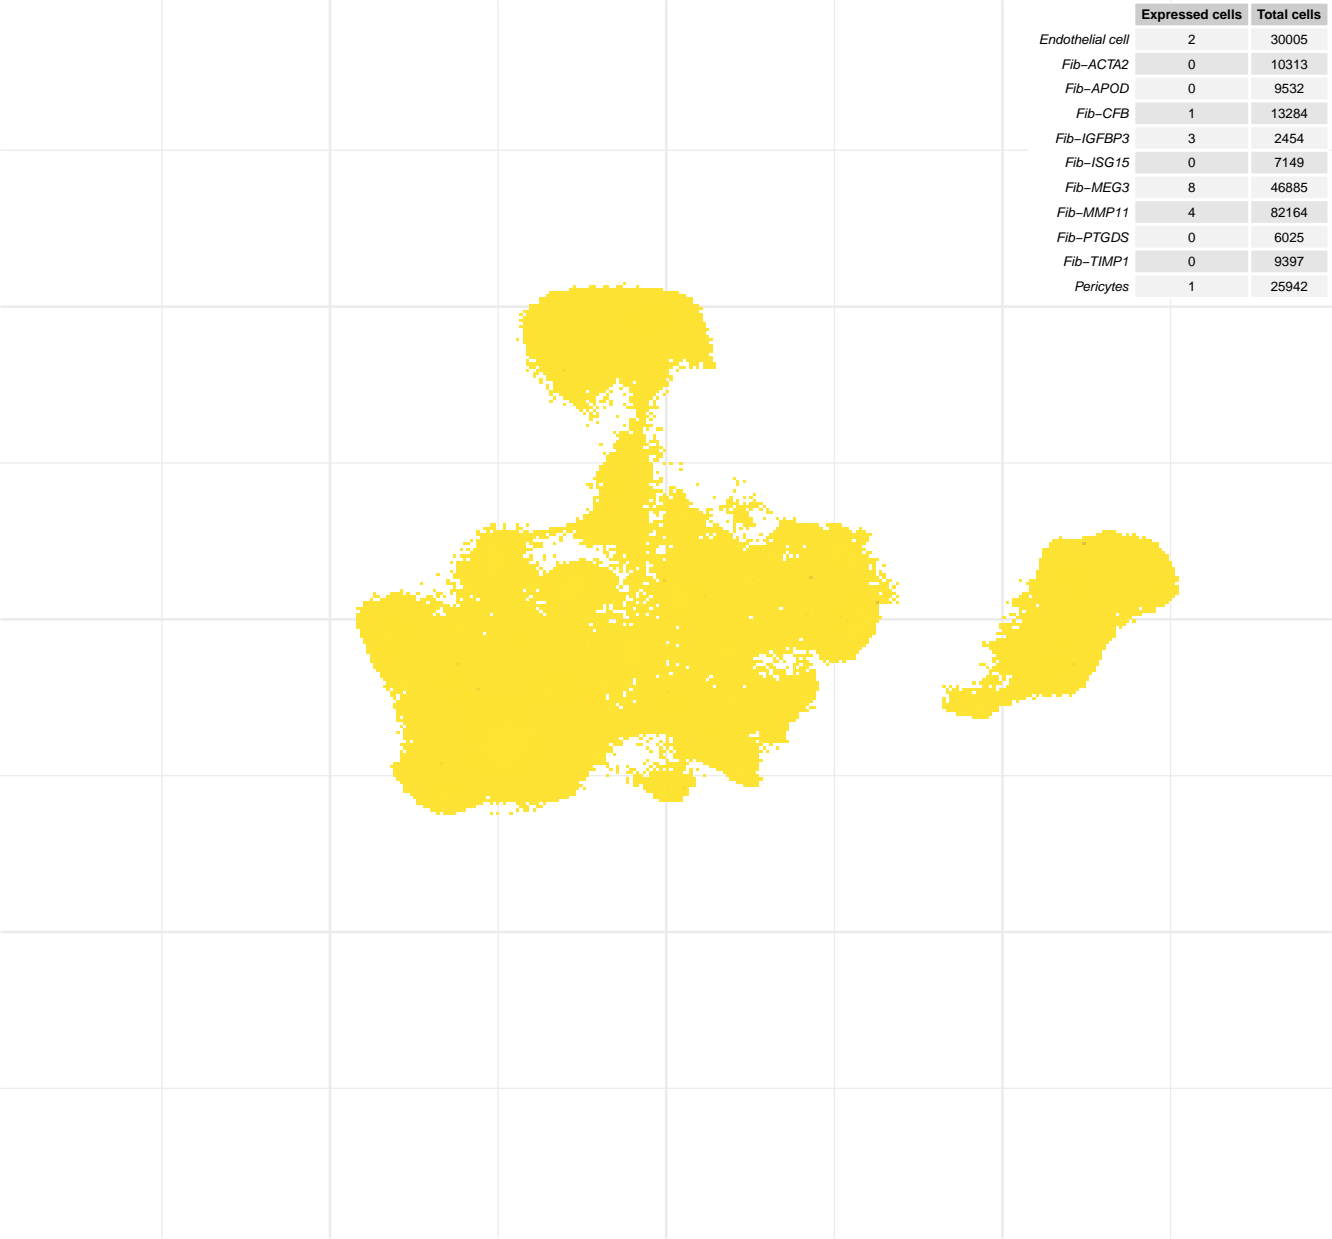 Expressed cells Total cells
Endothelial cell 2 30005
Fib−ACTA2 0 10313
Fib−APOD 0 9532
Fib−CFB 1 13284
Fib−IGFBP3 3 2454
Fib−ISG15 0 7149
Fib−MEG3 8 46885
Fib−MMP11 4 82164
Fib−PTGDS 0 6025
Fib−TIMP1 0 9397
Pericytes 1 25942